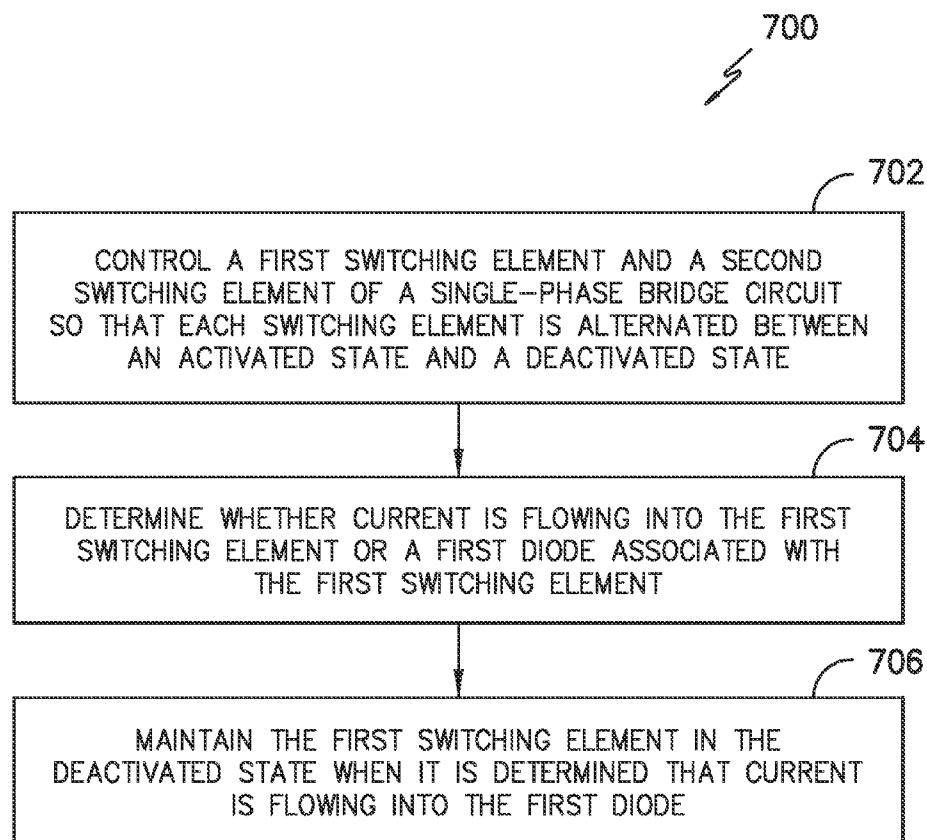 700
702
CONTROL A FIRST SWITCHING ELEMENT AND A SECOND
SWITCHING ELEMENT OF A SINGLE-PHASE BRIDGE CIRCUIT
SO THAT EACH SWITCHING ELEMENT IS ALTERNATED BETWEEN
AN ACTIVATED STATE AND A DEACTIVATED STATE
704
DETERMINE WHETHER CURRENT IS FLOWING INTO THE FIRST
SWITCHING ELEMENT OR A FIRST DIODE ASSOCIATED WITH
THE FIRST SWITCHING ELEMENT
706
MAINTAIN THE FIRST SWITCHING ELEMENT IN THE
DEACTIVATED STATE WHEN IT IS DETERMINED THAT CURRENT
IS FLOWING INTO THE FIRST DIODE